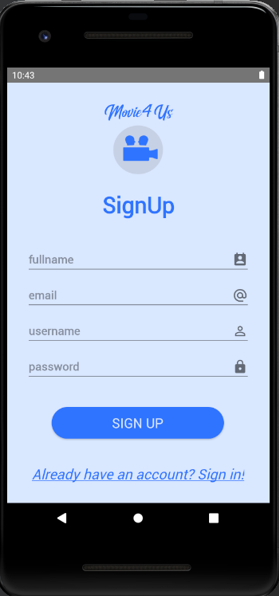 10:43
Movie4 Us
SignUp
fullname
email
username
password
SIGN UP
Already have an account? Sign in!